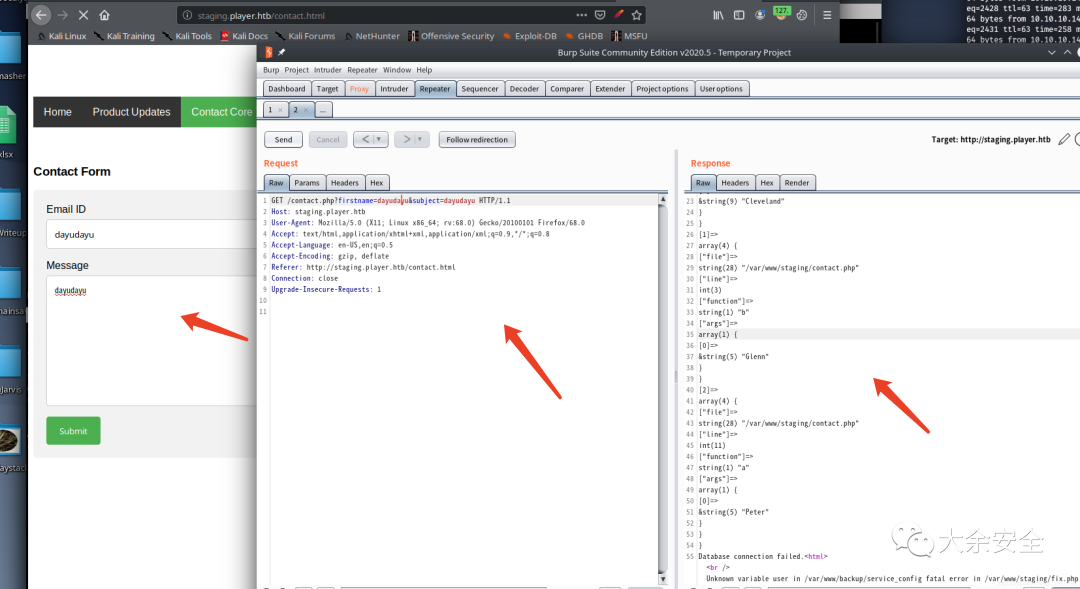 staging.player.htb/contact.html
127.
Kali Linux Kali Training Kali Tools Kali Docs Kali Forums NetHunter Offensive Security Exploit-DB GHDB MSFU
eq=2428 ttl=63 time=283 m
64 bytes from 10.10.10.14
eq=2431 ttl=63 time=258 m
64 bytes from 10.10.10.14
masher
xlsx
Writeup
hainsa
Jarvis
aystac
Home Product Updates Contact Core
Contact Form
Email ID
dayudayu
Message
dayudayu
Submit
Burp Suite Community Edition v2020.5 - Temporary Project
Burp Project Intruder Repeater Window Help
Dashboard Target Proxy Intruder Repeater Sequencer Decoder Comparer Extender Project options User options
1 × 2 × ...
Send Cancel < | ▼ > | ▼ Follow redirection
Target: http://staging.player.htb
Request
Raw Params Headers Hex
1 GET /contact.php?firstname=dayudayu&subject=dayudayu HTTP/1.1
2 Host: staging.player.htb
3 User-Agent: Mozilla/5.0 (X11; Linux x86_64; rv:68.0) Gecko/20100101 Firefox/68.0
4 Accept: text/html,application/xhtml+xml,application/xml;q=0.9,*/*;q=0.8
5 Accept-Language: en-US,en;q=0.5
6 Accept-Encoding: gzip, deflate
7 Referer: http://staging.player.htb/contact.html
8 Connection: close
9 Upgrade-Insecure-Requests: 1
10
11
Response
Raw Headers Hex Render
23 &string(9) "Cleveland"
24 }
25 }
26 [1]=>
27 array(4) {
28 ["file"]=>
29 string(28) "/var/www/staging/contact.php"
30 ["line"]=>
31 int(3)
32 ["function"]=>
33 string(1) "b"
34 ["args"]=>
35 array(1) {
36 [0]=>
37 &string(5) "Glenn"
38 }
39 }
40 [2]=>
41 array(4) {
42 ["file"]=>
43 string(28) "/var/www/staging/contact.php"
44 ["line"]=>
45 int(11)
46 ["function"]=>
47 string(1) "a"
48 ["args"]=>
49 array(1) {
50 [0]=>
51 &string(5) "Peter"
52 }
53 }
54 }
55 Database connection failed.<html>
<br />
Unknown variable user in /var/www/backup/service_config fatal error in /var/www/staging/fix.php
大余安全